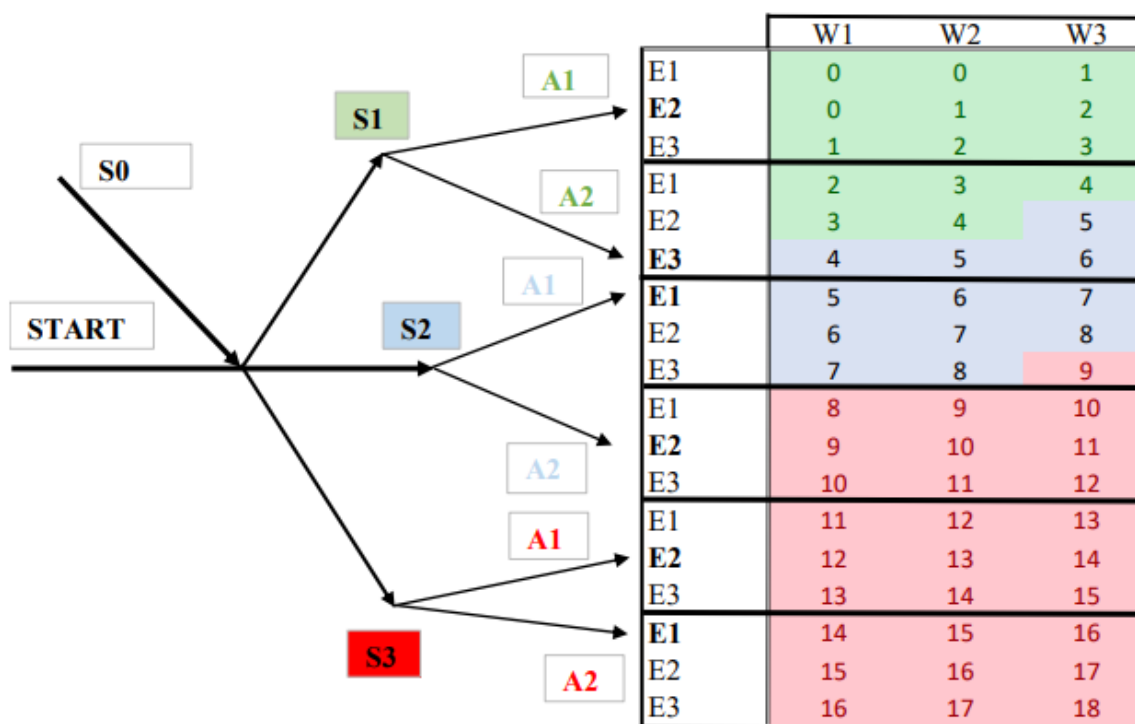 W1 W2 W3
E1 0 0 1
E2 0 1 2
E3 1 2 3
E1 2 3 4
E2 3 4 5
E3 4 5 6
E1 5 6 7
E2 6 7 8
E3 7 8 9
E1 8 9 10
E2 9 10 11
E3 10 11 12
E1 11 12 13
E2 12 13 14
E3 13 14 15
E1 14 15 16
E2 15 16 17
E3 16 17 18
S0
START
S1
S2
S3
A1
A2
A1
A2
A1
A2